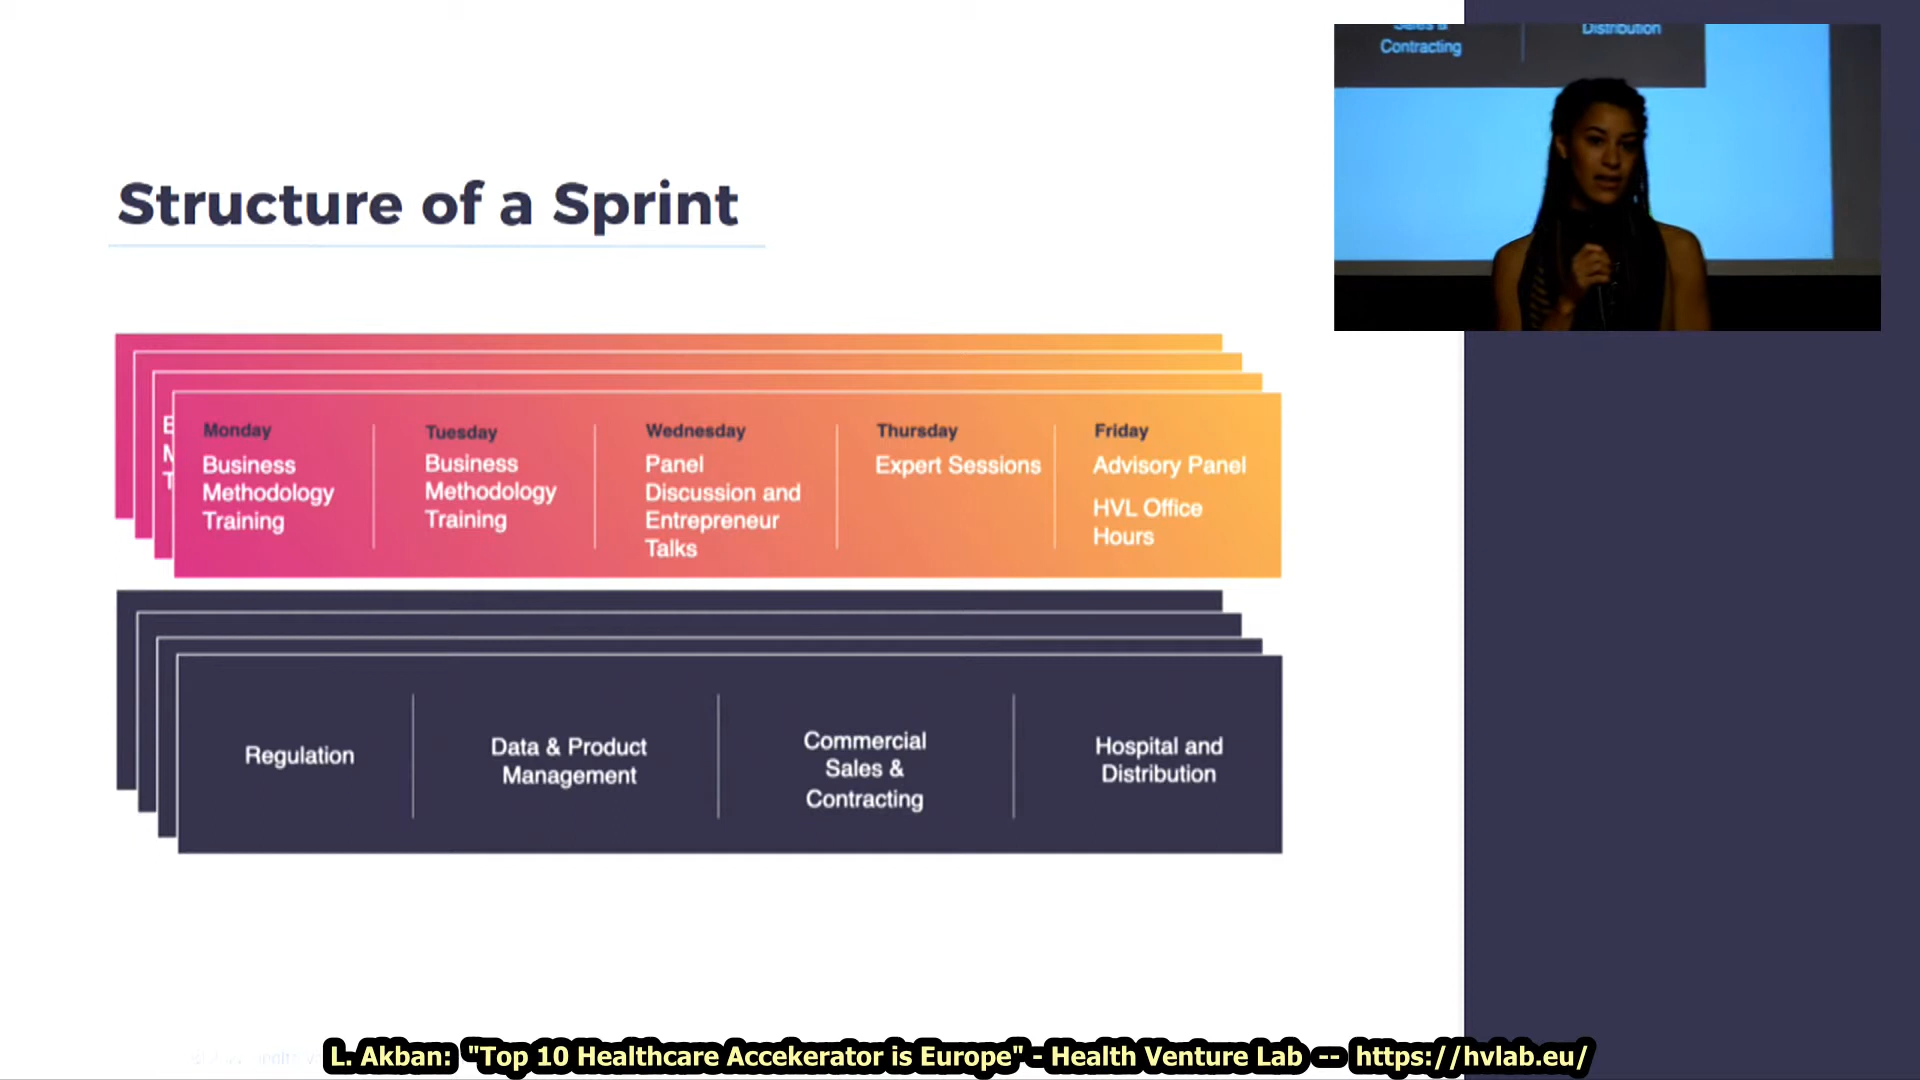 Sales &
Contracting
Distribution
Structure of a Sprint
Monday
Business
Methodology
Training
Tuesday
Business
Methodology
Training
Wednesday
Panel
Discussion and
Entrepreneur
Talks
Thursday
Expert Sessions
Friday
Advisory Panel
HVL Office
Hours
Regulation
Data & Product
Management
Commercial
Sales &
Contracting
Hospital and
Distribution
L. Akban: "Top 10 Healthcare Accekerator is Europe" - Health Venture Lab -- https://hvlab.eu/